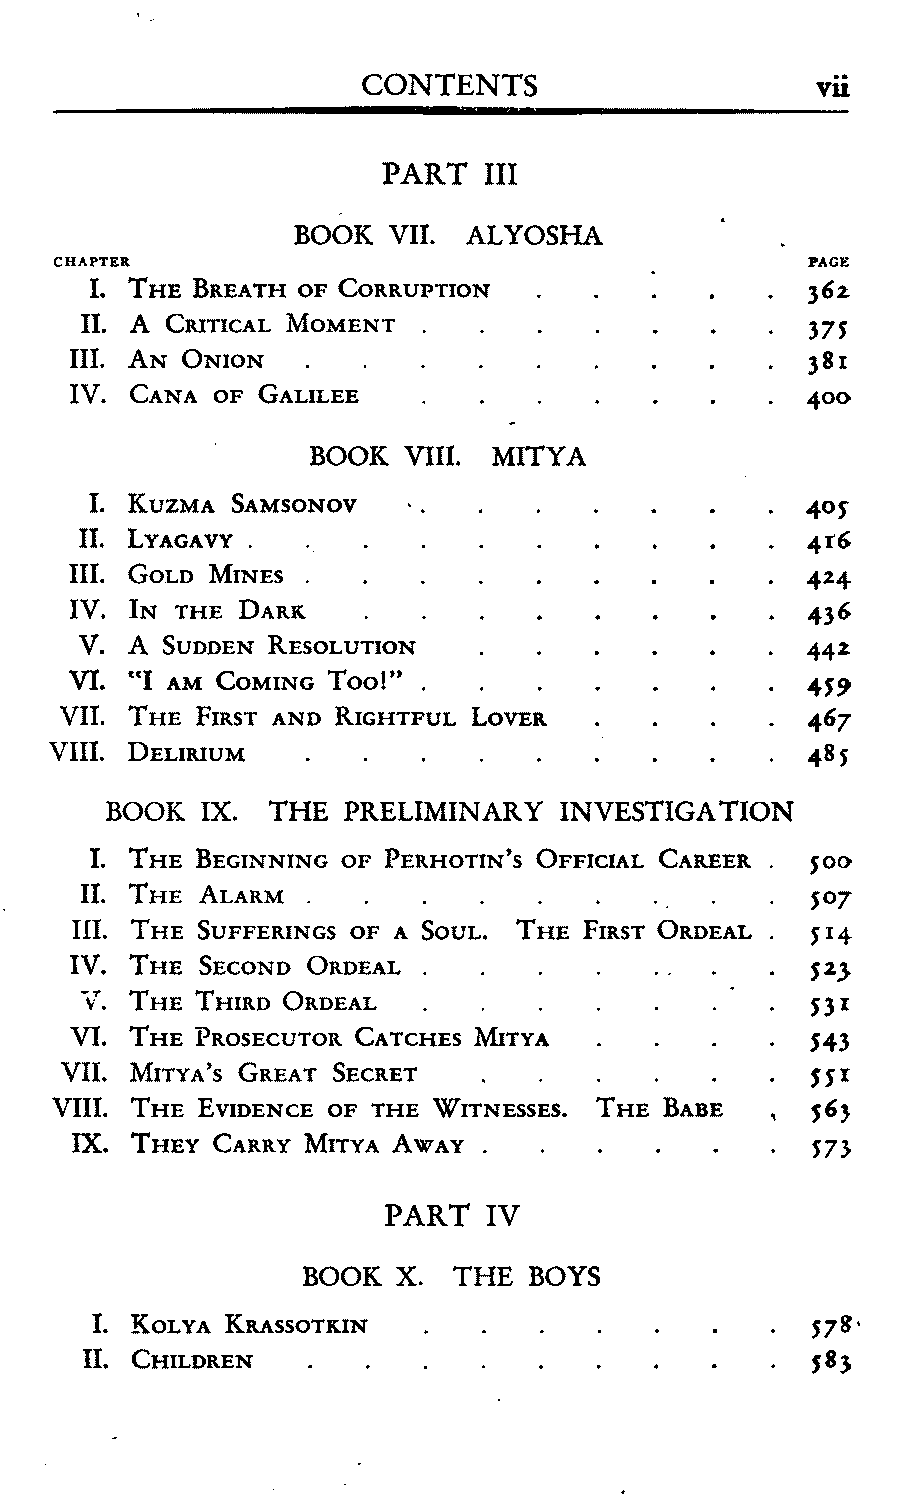 CONTENTS vii
PART III
BOOK VII. ALYOSHA
CHAPTER PAGE
I. THE BREATH OF CORRUPTION . . . . . 362
II. A CRITICAL MOMENT . . . . . . . 375
III. AN ONION . . . . . . . . . 381
IV. CANA OF GALILEE . . . . . . . 400
BOOK VIII. MITYA
I. KUZMA SAMSONOV . . . . . . . 405
II. LYAGAVY . . . . . . . . . . 416
III. GOLD MINES . . . . . . . . . 424
IV. IN THE DARK . . . . . . . . 436
V. A SUDDEN RESOLUTION . . . . . . 442
VI. "I AM COMING TOO!" . . . . . . . 459
VII. THE FIRST AND RIGHTFUL LOVER . . . . 467
VIII. DELIRIUM . . . . . . . . . 485
BOOK IX. THE PRELIMINARY INVESTIGATION
I. THE BEGINNING OF PERHOTIN'S OFFICIAL CAREER . 500
II. THE ALARM . . . . . . . . . 507
III. THE SUFFERINGS OF A SOUL. THE FIRST ORDEAL . 514
IV. THE SECOND ORDEAL . . . . . . . 523
V. THE THIRD ORDEAL . . . . . . . 531
VI. THE PROSECUTOR CATCHES MITYA . . . . 543
VII. MITYA'S GREAT SECRET . . . . . . 551
VIII. THE EVIDENCE OF THE WITNESSES. THE BABE . 563
IX. THEY CARRY MITYA AWAY . . . . . . 573
PART IV
BOOK X. THE BOYS
I. KOLYA KRASSOTKIN . . . . . . . 578
II. CHILDREN . . . . . . . . . 583